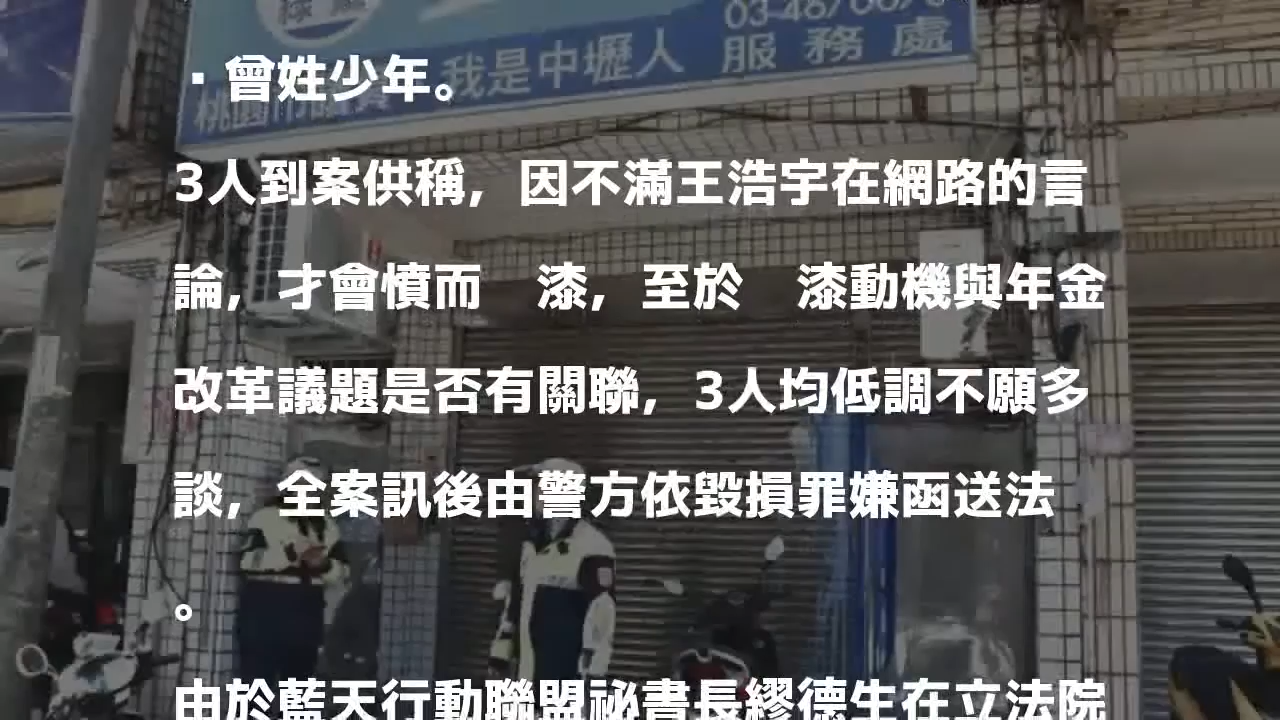 服務處
我是中壢人
．曾姓少年。
3人到案供稱，因不滿王浩宇在網路的言
論，才會憤而　漆，至於　漆動機與年金
改革議題是否有關聯，3人均低調不願多
談，全案訊後由警方依毀損罪嫌函送法
。
由於藍天行動聯盟祕書長繆德生在立法院